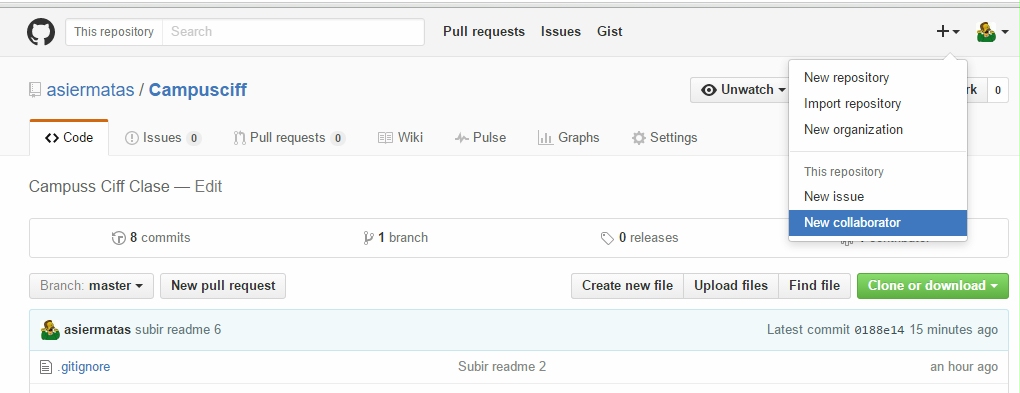 This repository Search Pull requests Issues Gist
asiermatas / Campusciff Unwatch rk 0
New repository
Import repository
New organization
This repository
New issue
New collaborator
Code Issues 0 Pull requests 0 Wiki Pulse Graphs Settings
Campuss Ciff Clase — Edit
8 commits 1 branch 0 releases
Branch: master New pull request Create new file Upload files Find file Clone or download
asiermatas subir readme 6 Latest commit 0188e14 15 minutes ago
.gitignore Subir readme 2 an hour ago